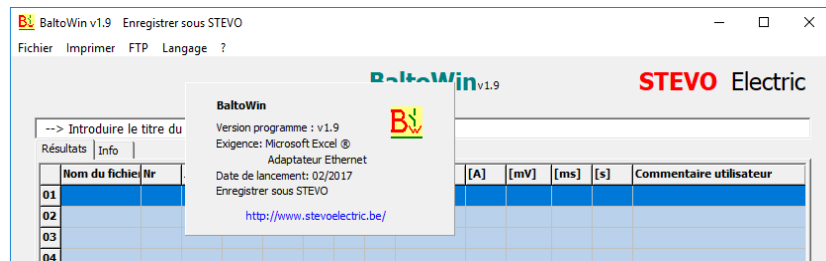 BaltoWin v1.9 Enregistrer sous STEVO
Fichier Imprimer FTP Langage ?
BaltoWin v1.9
STEVO Electric
--> Introduire le titre du
Résultats Info
Nom du fichier Nr [A] [mV] [ms] [s] Commentaire utilisateur
01
02
03
04
BaltoWin
Version programme : v1.9
Exigence: Microsoft Excel ®
Adaptateur Ethernet
Date de lancement: 02/2017
Enregistrer sous STEVO
http://www.stevoelectric.be/